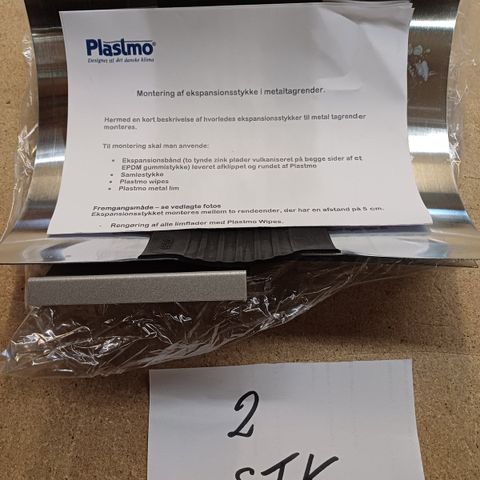 Plastmo®
Designet af det danske klima
Montering af ekspansionsstykke i metaltagrender.
Hermed en kort beskrivelse af hvorledes ekspansionsstykker til metal tagrender
monteres.
Til montering skal man anvende:
• Ekspansionsbånd (to tynde zink plader vulkaniseret på begge sider af et
EPDM gummistykke) leveret afklippet og rundet af Plastmo
• Samlestykke
• Plastmo wipes
• Plastmo metal lim
Fremgangsmåde – se vedlagte fotos
Ekspansionsstykket monteres mellem to rendeender, der har en afstand på 5 cm.
- Rengøring af alle limflader med Plastmo Wipes.
2
STK